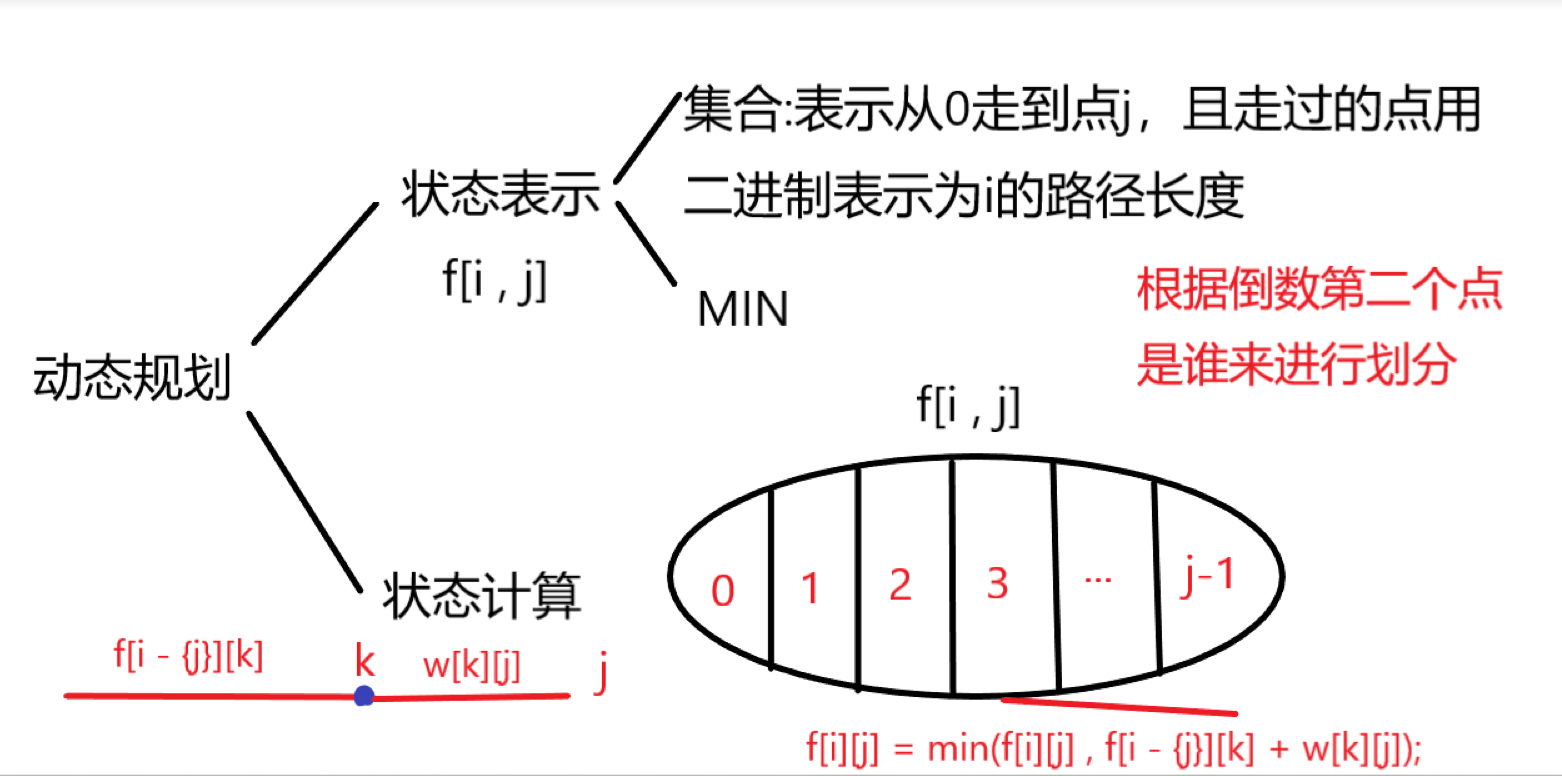 集合:表示从0走到点j，且走过的点用
二进制表示为i的路径长度
状态表示
f[i , j]
MIN
根据倒数第二个点
是谁来进行划分
动态规划
f[i , j]
0 1 2 3 ... j-1
状态计算
f[i - {j}][k] k w[k][j] j
f[i][j] = min(f[i][j] , f[i - {j}][k] + w[k][j]);